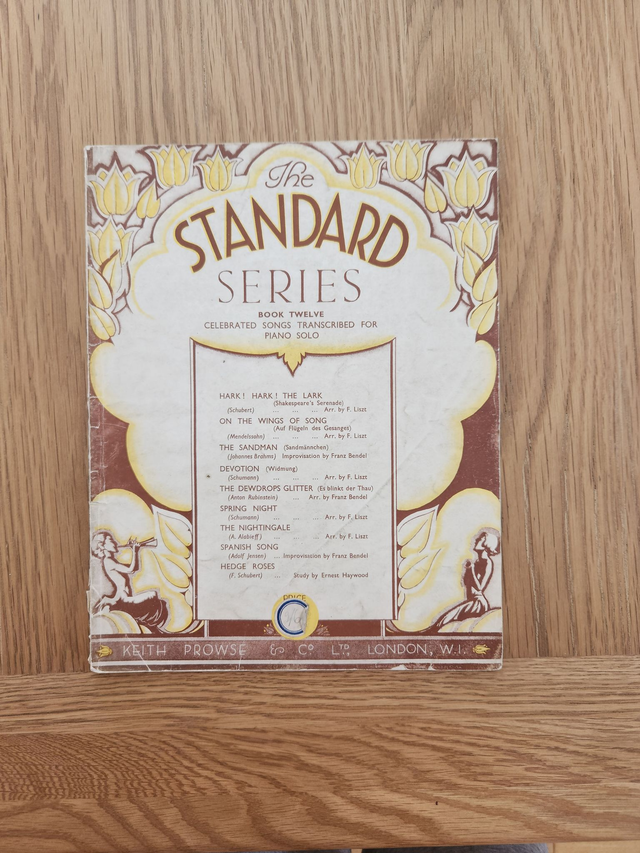 The
STANDARD
SERIES
BOOK TWELVE
CELEBRATED SONGS TRANSCRIBED FOR
PIANO SOLO
HARK! HARK! THE LARK
(Shakespeare's Serenade)
(Schubert) ... ... ... Arr. by F. Liszt
ON THE WINGS OF SONG
(Auf Flügeln des Gesanges)
(Mendelssohn) ... ... ... Arr. by F. Liszt
THE SANDMAN (Sandmännchen)
(Johannes Brahms) Improvisation by Franz Bendel
DEVOTION (Widmung)
(Schumann) ... ... ... Arr. by F. Liszt
THE DEWDROPS GLITTER (Es blinkt der Thau)
(Anton Rubinstein) ... Arr. by Franz Bendel
SPRING NIGHT
(Schumann) ... ... ... Arr. by F. Liszt
THE NIGHTINGALE
(A. Alabieff) ... ... Arr. by F. Liszt
SPANISH SONG
(Adolf Jensen) ... Improvisation by Franz Bendel
HEDGE ROSES
(F. Schubert) ... Study by Ernest Haywood
PRICE
C
KEITH PROWSE & Co. LTD. LONDON, W.1.